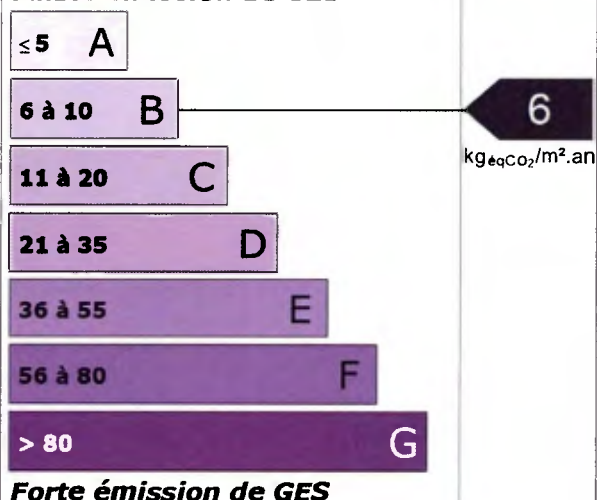 ≤ 5 A
6 à 10 B
6
kgéqCO₂/m².an
11 à 20 C
21 à 35 D
36 à 55 E
56 à 80 F
> 80 G
Forte émission de GES